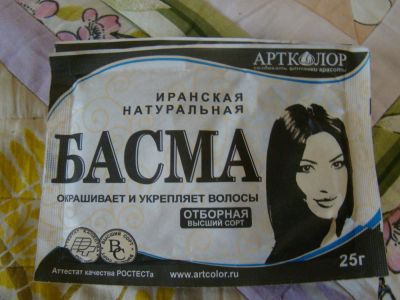 АРТКОЛОР
ИРАНСКАЯ
НАТУРАЛЬНАЯ
БАСМА
ОКРАШИВАЕТ И УКРЕПЛЯЕТ ВОЛОСЫ
ОТБОРНАЯ
ВЫСШИЙ СОРТ
25г
Аттестат качества РОСТЕСТа
www.artcolor.ru